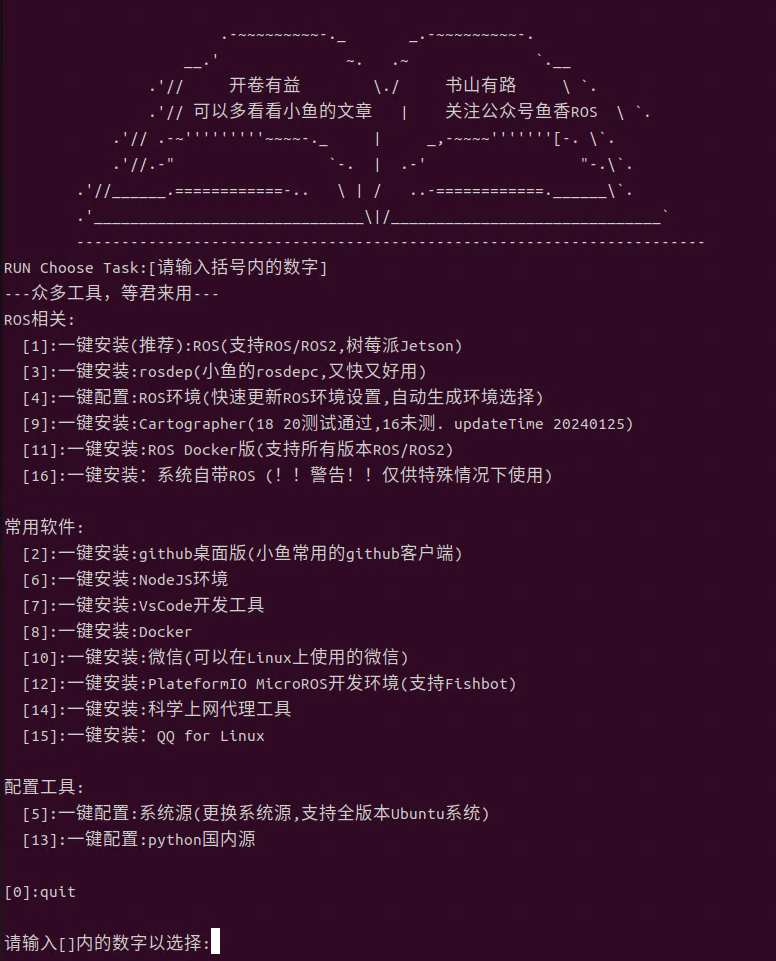 开卷有益 书山有路
可以多看看小鱼的文章 | 关注公众号鱼香ROS
RUN Choose Task:[请输入括号内的数字]
---众多工具，等君来用---
ROS相关:
[1]:一键安装(推荐):ROS(支持ROS/ROS2,树莓派Jetson)
[3]:一键安装:rosdep(小鱼的rosdepc,又快又好用)
[4]:一键配置:ROS环境(快速更新ROS环境设置,自动生成环境选择)
[9]:一键安装:Cartographer(18 20测试通过,16未测. updateTime 20240125)
[11]:一键安装:ROS Docker版(支持所有版本ROS/ROS2)
[16]:一键安装：系统自带ROS (！！警告！！仅供特殊情况下使用)
常用软件:
[2]:一键安装:github桌面版(小鱼常用的github客户端)
[6]:一键安装:NodeJS环境
[7]:一键安装:VsCode开发工具
[8]:一键安装:Docker
[10]:一键安装:微信(可以在Linux上使用的微信)
[12]:一键安装:PlateformIO MicroROS开发环境(支持Fishbot)
[14]:一键安装:科学上网代理工具
[15]:一键安装：QQ for Linux
配置工具:
[5]:一键配置:系统源(更换系统源,支持全版本Ubuntu系统)
[13]:一键配置:python国内源
[0]:quit
请输入[]内的数字以选择: